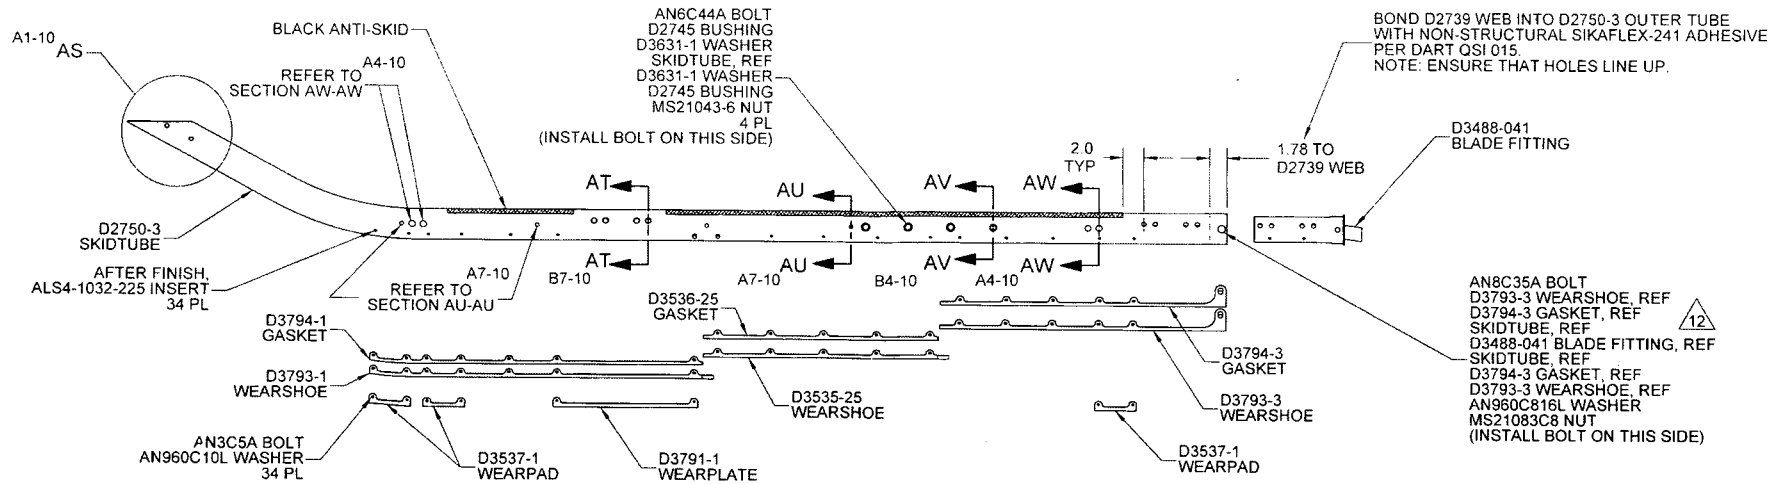 A1-10
AS
BLACK ANTI-SKID
A4-10
REFER TO
SECTION AW-AW
AN6C44A BOLT
D2745 BUSHING
D3631-1 WASHER
SKIDTUBE, REF
D3631-1 WASHER
D2745 BUSHING
MS21043-6 NUT
4 PL
(INSTALL BOLT ON THIS SIDE)
BOND D2739 WEB INTO D2750-3 OUTER TUBE
WITH NON-STRUCTURAL SIKAFLEX-241 ADHESIVE
PER DART QSI 015.
NOTE: ENSURE THAT HOLES LINE UP.
2.0
TYP
1.78 TO
D2739 WEB
D3488-041
BLADE FITTING
AT
AU
AV
AW
D2750-3
SKIDTUBE
AFTER FINISH,
ALS4-1032-225 INSERT
34 PL
A7-10
REFER TO
SECTION AU-AU
AT
B7-10
AU
A7-10
AV
B4-10
AW
A4-10
D3794-1
GASKET
D3793-1
WEARSHOE
AN3C5A BOLT
AN960C10L WASHER
34 PL
D3537-1
WEARPAD
D3791-1
WEARPLATE
D3536-25
GASKET
D3535-25
WEARSHOE
D3794-3
GASKET
D3793-3
WEARSHOE
D3537-1
WEARPAD
AN8C35A BOLT
D3793-3 WEARSHOE, REF
D3794-3 GASKET, REF
SKIDTUBE, REF
D3488-041 BLADE FITTING, REF
SKIDTUBE, REF
D3794-3 GASKET, REF
D3793-3 WEARSHOE, REF
AN960C816L WASHER
MS21083C8 NUT
(INSTALL BOLT ON THIS SIDE)
12